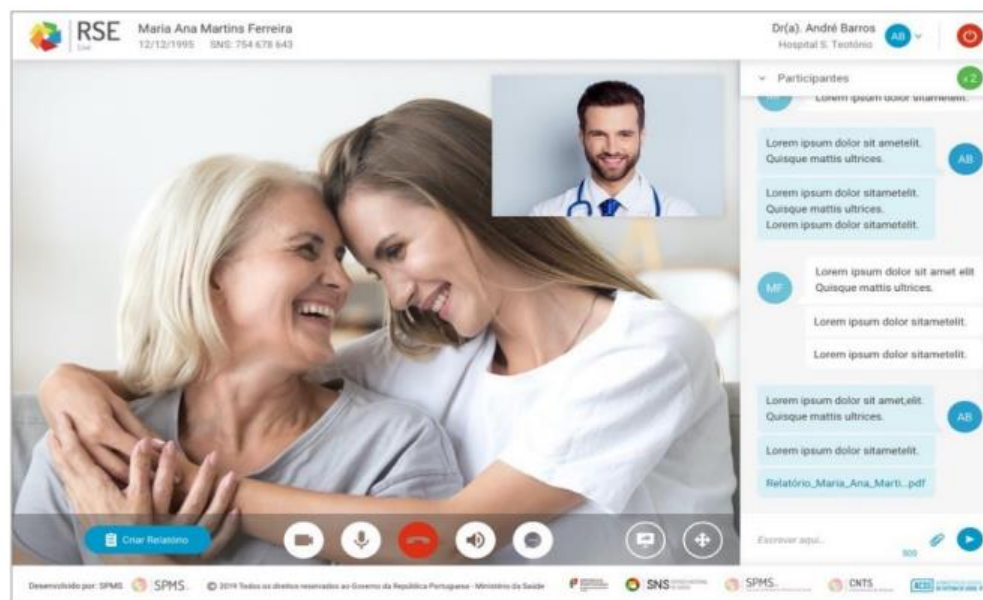 RSE
Live
Maria Ana Martins Ferreira
12/12/1995 SNS: 754 678 643
Dr(a). André Barros
Hospital S. Teotónio
AB
Participantes
x2
Lorem ipsum dolor sitametelit.
Lorem ipsum dolor sit ametelit.
Quisque mattis ultrices.
AB
Lorem ipsum dolor sitametelit.
Quisque mattis ultrices.
Lorem ipsum dolor sitametelit.
MF
Lorem ipsum dolor sit amet elit
Quisque mattis ultrices.
Lorem ipsum dolor sitametelit.
Lorem ipsum dolor sitametelit.
Lorem ipsum dolor sit amet,elit.
Quisque mattis ultrices.
AB
Lorem ipsum dolor sitametelit.
Relatório_Maria_Ana_Marti...pdf
Criar Relatório
Escrever aqui...
500
Desenvolvido por: SPMS
SPMS
© 2019 Todos os direitos reservados ao Governo da República Portuguesa - Ministério da Saúde
SNS
SPMS
CNTS
ACSS